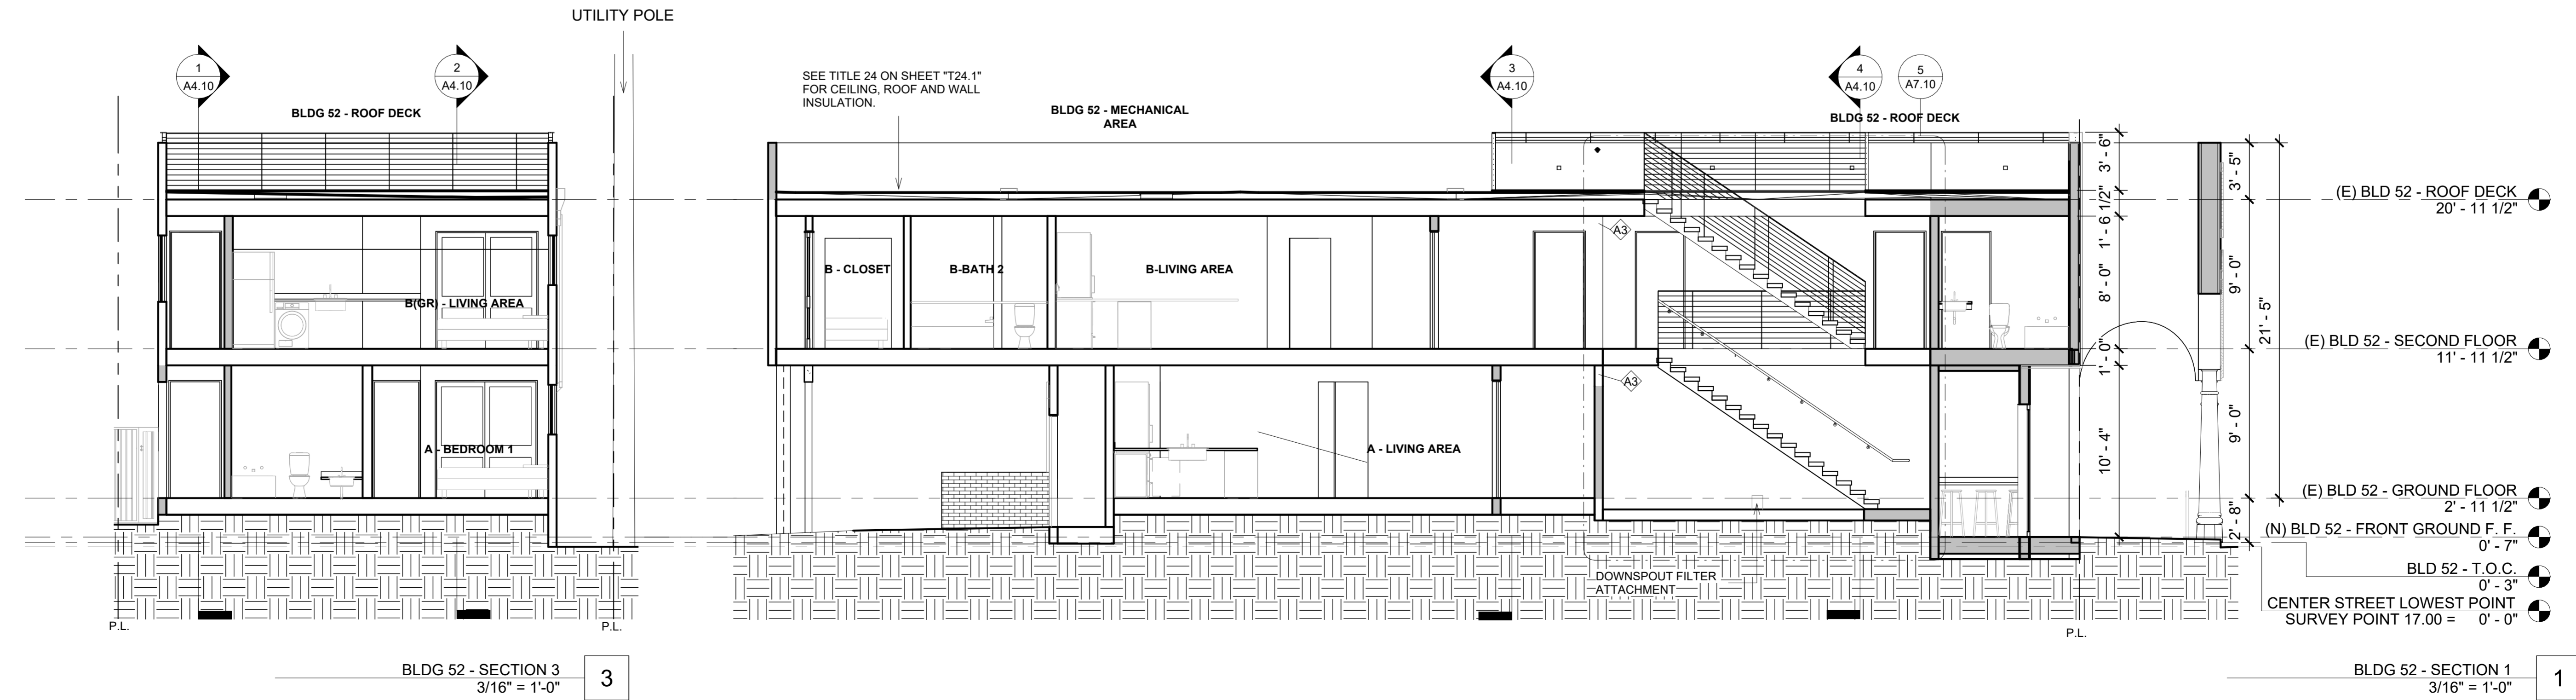 UTILITY POLE
1
A4.10
2
A4.10
BLDG 52 - ROOF DECK
B(GR) - LIVING AREA
A - BEDROOM 1
P.L.
P.L.
BLDG 52 - SECTION 3
3/16" = 1'-0"
3
SEE TITLE 24 ON SHEET "T24.1"
FOR CEILING, ROOF AND WALL
INSULATION.
BLDG 52 - MECHANICAL
AREA
3
A4.10
4
A4.10
5
A7.10
BLDG 52 - ROOF DECK
B - CLOSET
B-BATH 2
B-LIVING AREA
A3
A3
A - LIVING AREA
DOWNSPOUT FILTER
ATTACHMENT
P.L.
3' - 6"
1' - 6 1/2"
8' - 0"
1' - 0"
10' - 4"
3' - 5"
9' - 0"
9' - 0"
2' - 8"
21' - 5"
(E) BLD 52 - ROOF DECK
20' - 11 1/2"
(E) BLD 52 - SECOND FLOOR
11' - 11 1/2"
(E) BLD 52 - GROUND FLOOR
2' - 11 1/2"
(N) BLD 52 - FRONT GROUND F. F.
0' - 7"
BLD 52 - T.O.C.
0' - 3"
CENTER STREET LOWEST POINT
SURVEY POINT 17.00 = 0' - 0"
BLDG 52 - SECTION 1
3/16" = 1'-0"
1